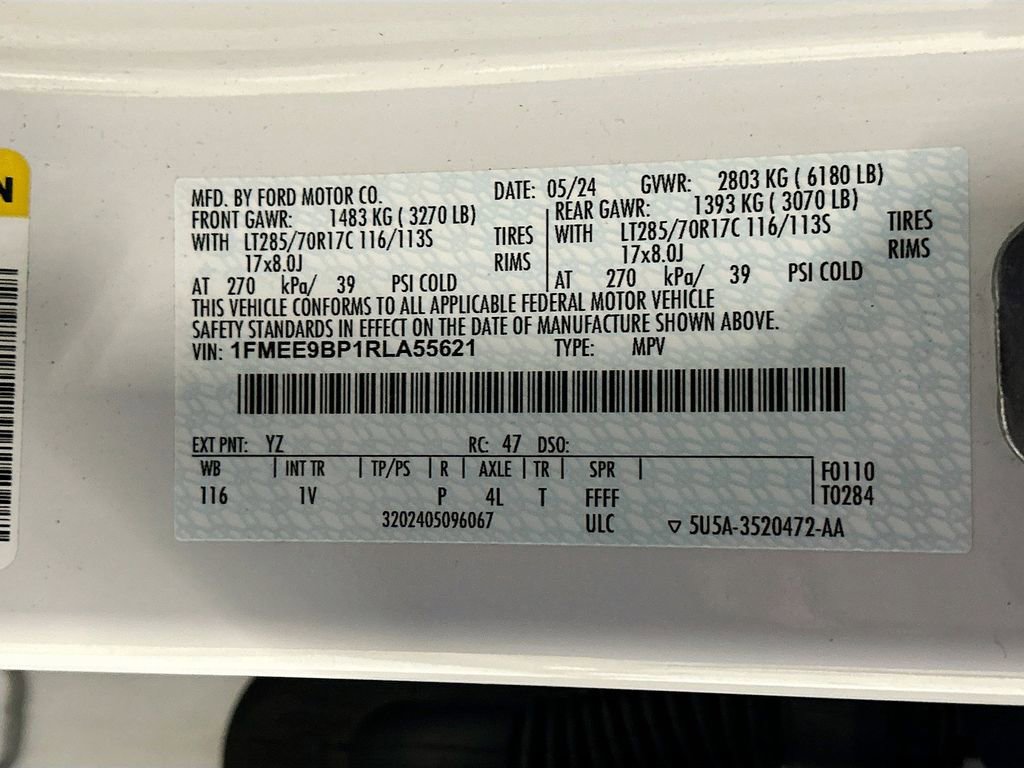 N
MFD. BY FORD MOTOR CO. DATE: 05/24 GVWR: 2803 KG ( 6180 LB)
FRONT GAWR: 1483 KG ( 3270 LB) REAR GAWR: 1393 KG ( 3070 LB)
WITH LT285/70R17C 116/113S TIRES WITH LT285/70R17C 116/113S TIRES
17x8.0J RIMS 17x8.0J RIMS
AT 270 kPa/ 39 PSI COLD AT 270 kPa/ 39 PSI COLD
THIS VEHICLE CONFORMS TO ALL APPLICABLE FEDERAL MOTOR VEHICLE
SAFETY STANDARDS IN EFFECT ON THE DATE OF MANUFACTURE SHOWN ABOVE.
VIN: 1FMEE9BP1RLA55621 TYPE: MPV
EXT PNT: YZ RC: 47 DSO:
WB INT TR TP/PS R AXLE TR SPR F0110
116 1V P 4L T FFFF T0284
3202405096067 ULC ▽ 5U5A-3520472-AA